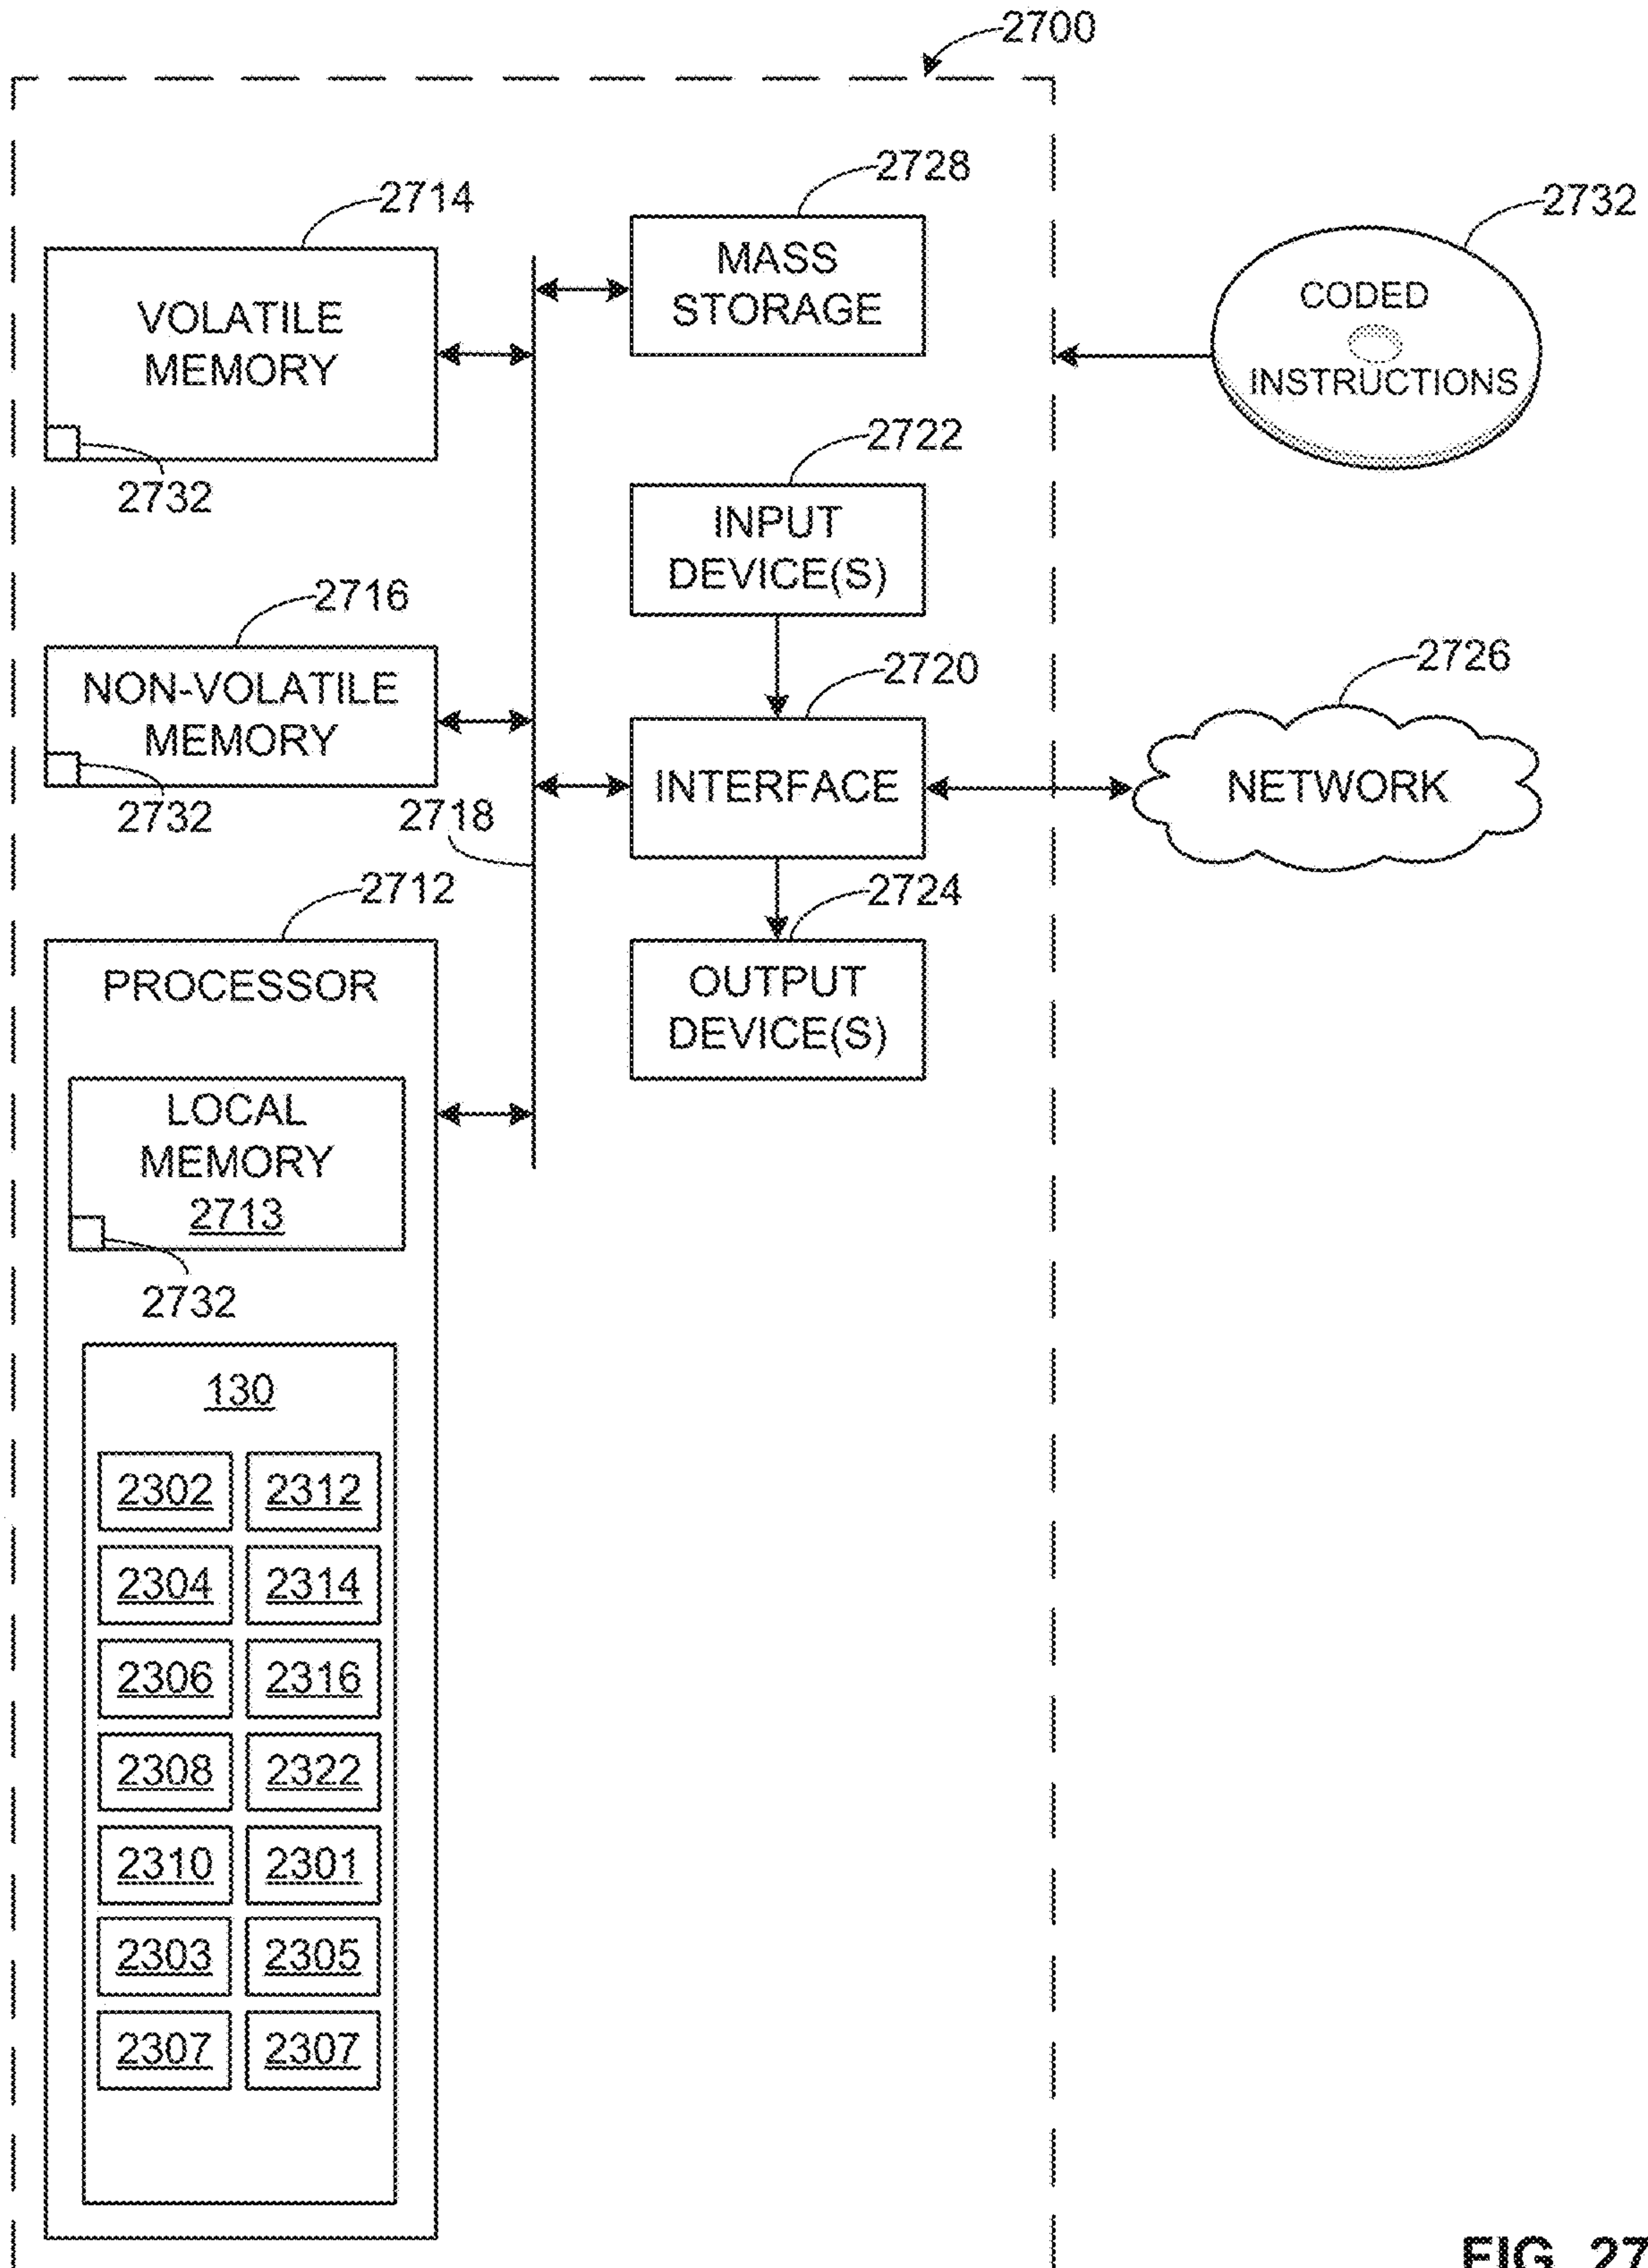 2700
2728
2714
2732
MASS
STORAGE
VOLATILE
MEMORY
CODED
INSTRUCTIONS
2732
2722
INPUT
DEVICE(S)
2716
2720
2726
NON-VOLATILE
MEMORY
INTERFACE
NETWORK
2732
2718
2712
2724
PROCESSOR
OUTPUT
DEVICE(S)
LOCAL
MEMORY
2713
2732
130
2302 2312
2304 2314
2306 2316
2308 2322
2310 2301
2303 2305
2307 2307
FIG. 27